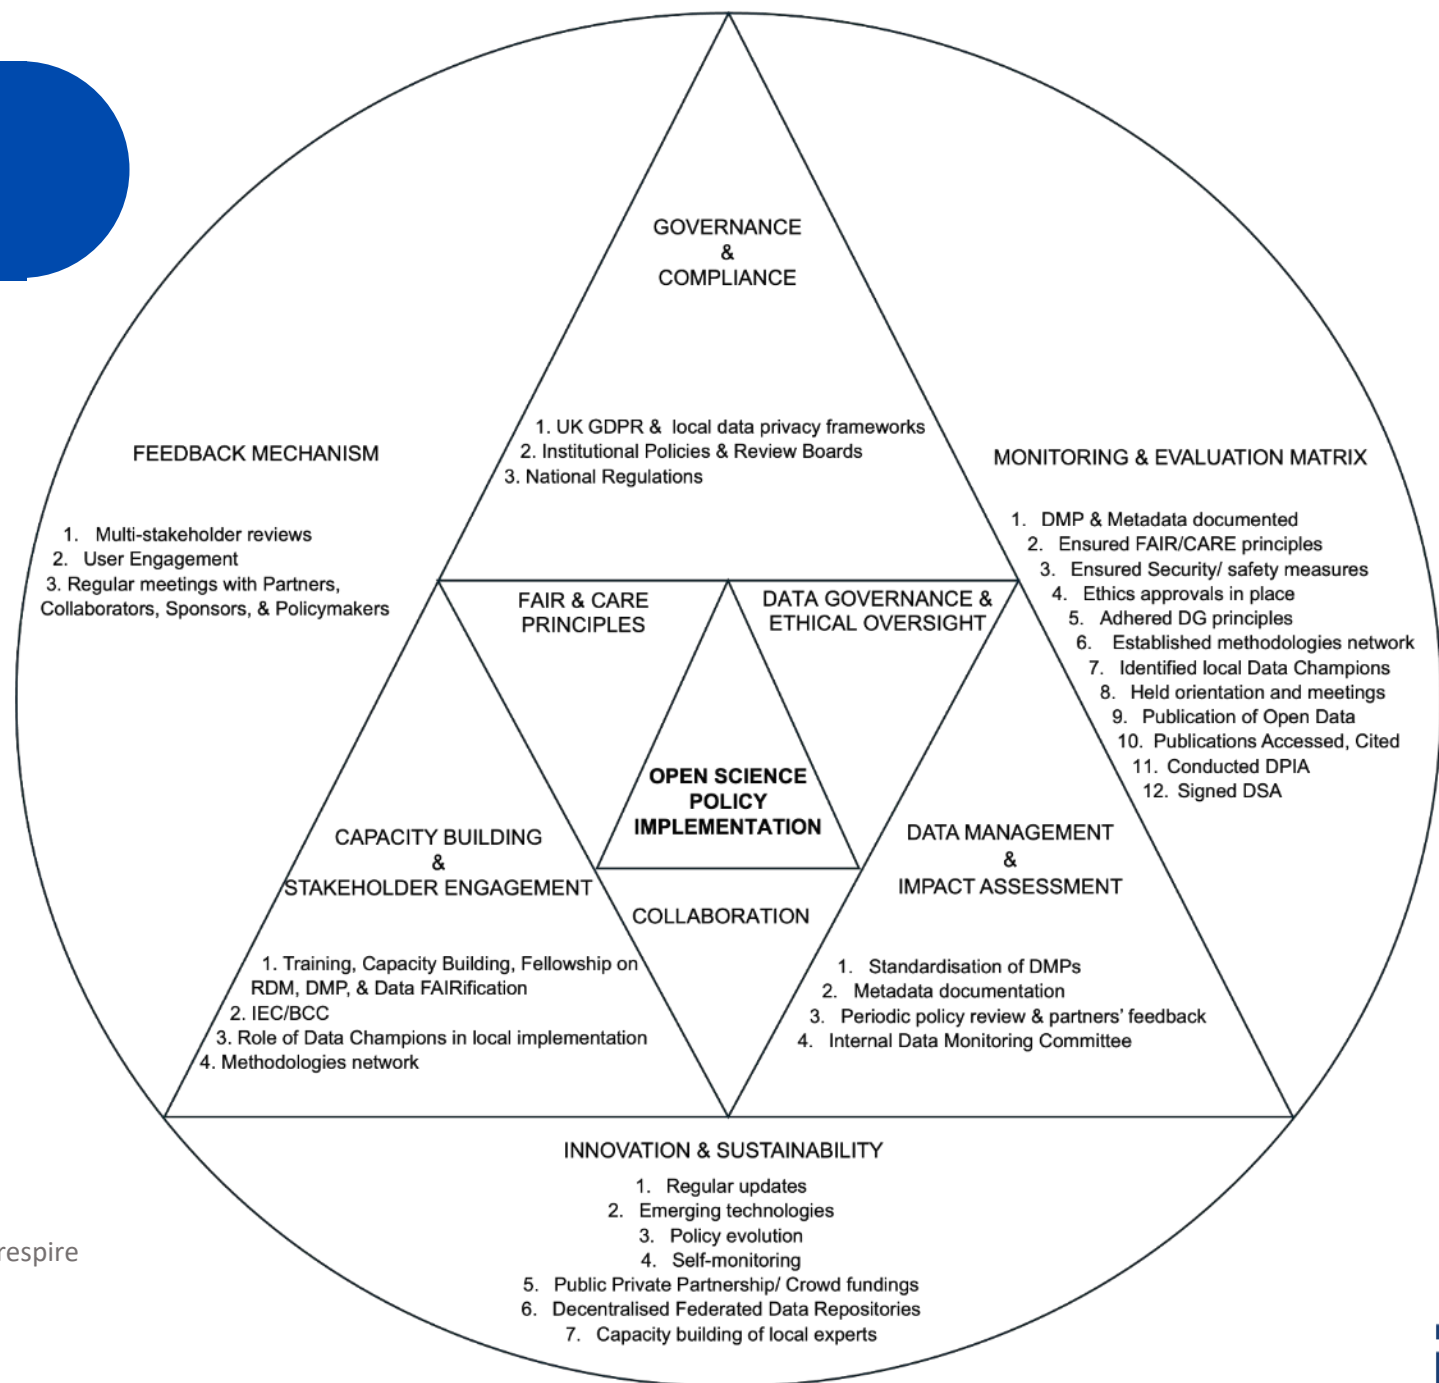 GOVERNANCE
&
COMPLIANCE
1. UK GDPR & local data privacy frameworks
2. Institutional Policies & Review Boards
3. National Regulations
FEEDBACK MECHANISM
1. Multi-stakeholder reviews
2. User Engagement
3. Regular meetings with Partners,
Collaborators, Sponsors, & Policymakers
MONITORING & EVALUATION MATRIX
1. DMP & Metadata documented
2. Ensured FAIR/CARE principles
3. Ensured Security/ safety measures
4. Ethics approvals in place
5. Adhered DG principles
6. Established methodologies network
7. Identified local Data Champions
8. Held orientation and meetings
9. Publication of Open Data
10. Publications Accessed, Cited
11. Conducted DPIA
12. Signed DSA
FAIR & CARE
PRINCIPLES
DATA GOVERNANCE &
ETHICAL OVERSIGHT
OPEN SCIENCE
POLICY
IMPLEMENTATION
CAPACITY BUILDING
&
STAKEHOLDER ENGAGEMENT
1. Training, Capacity Building, Fellowship on
RDM, DMP, & Data FAIRification
2. IEC/BCC
3. Role of Data Champions in local implementation
4. Methodologies network
COLLABORATION
DATA MANAGEMENT
&
IMPACT ASSESSMENT
1. Standardisation of DMPs
2. Metadata documentation
3. Periodic policy review & partners' feedback
4. Internal Data Monitoring Committee
INNOVATION & SUSTAINABILITY
1. Regular updates
2. Emerging technologies
3. Policy evolution
4. Self-monitoring
5. Public Private Partnership/ Crowd fundings
6. Decentralised Federated Data Repositories
7. Capacity building of local experts
respire